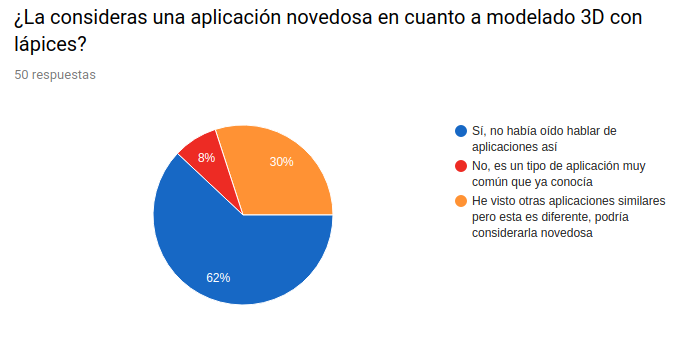 ¿La consideras una aplicación novedosa en cuanto a modelado 3D con
lápices?
50 respuestas
Sí, no había oído hablar de
aplicaciones así
No, es un tipo de aplicación muy
común que ya conocía
He visto otras aplicaciones similares
pero esta es diferente, podría
considerarla novedosa
8%
30%
62%